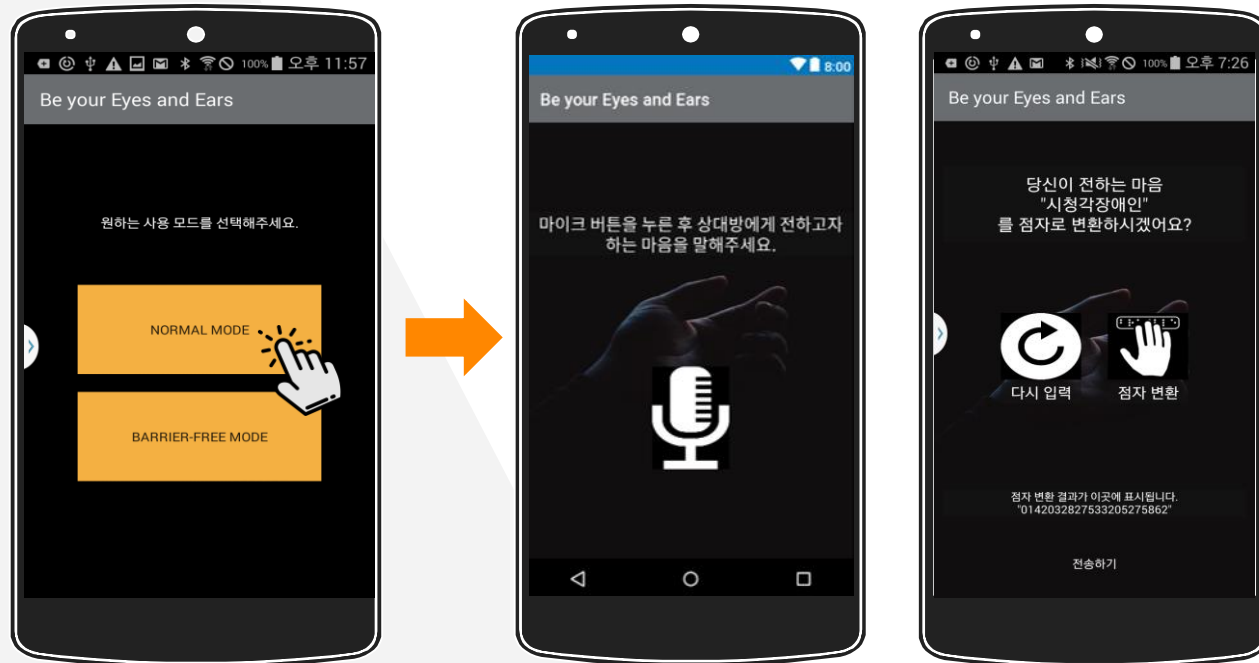 100% 오후 11:57
Be your Eyes and Ears
원하는 사용 모드를 선택해주세요.
NORMAL MODE
BARRIER-FREE MODE
8:00
Be your Eyes and Ears
마이크 버튼을 누른 후 상대방에게 전하고자
하는 마음을 말해주세요.
100% 오후 7:26
Be your Eyes and Ears
당신이 전하는 마음
"시청각장애인"
를 점자로 변환하시겠어요?
다시 입력
점자 변환
점자 변환 결과가 이곳에 표시됩니다.
"0142032827533205275862"
전송하기